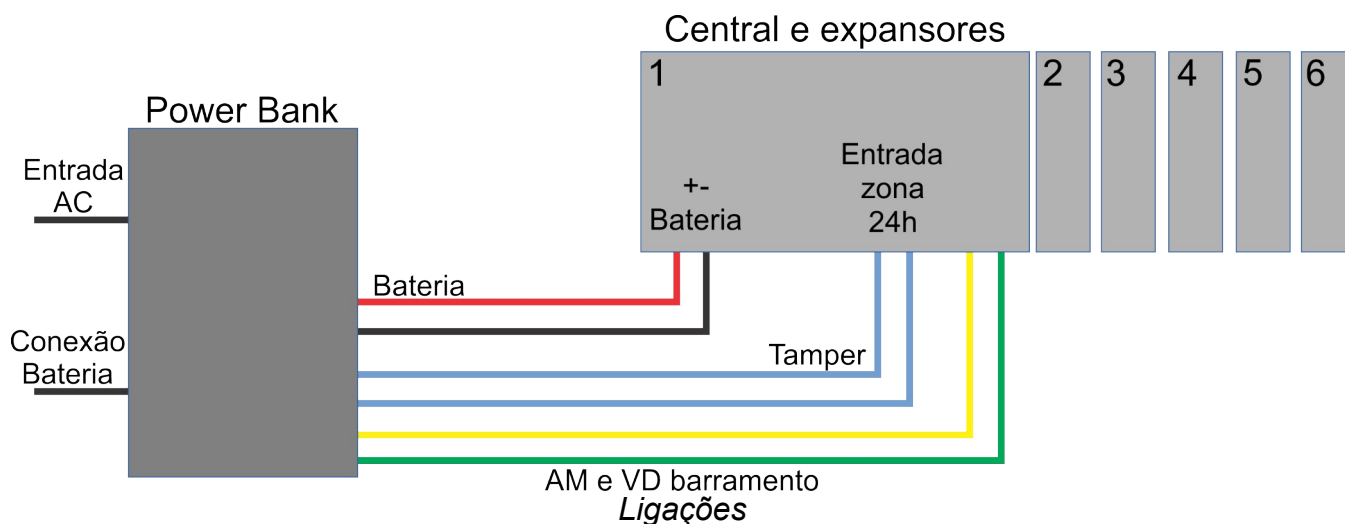 Central e expansores
1
2
3
4
5
6
Power Bank
Entrada
AC
Entrada
zona
24h
+-
Bateria
Bateria
Conexão
Bateria
Tamper
AM e VD barramento
Ligações